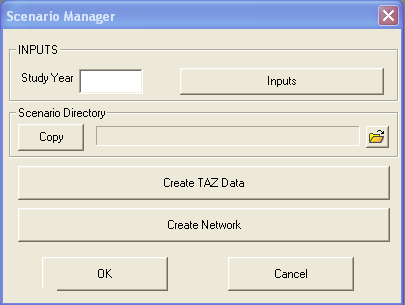 Scenario Manager
INPUTS
Study Year
Inputs
Scenario Directory
Copy
Create TAZ Data
Create Network
OK
Cancel